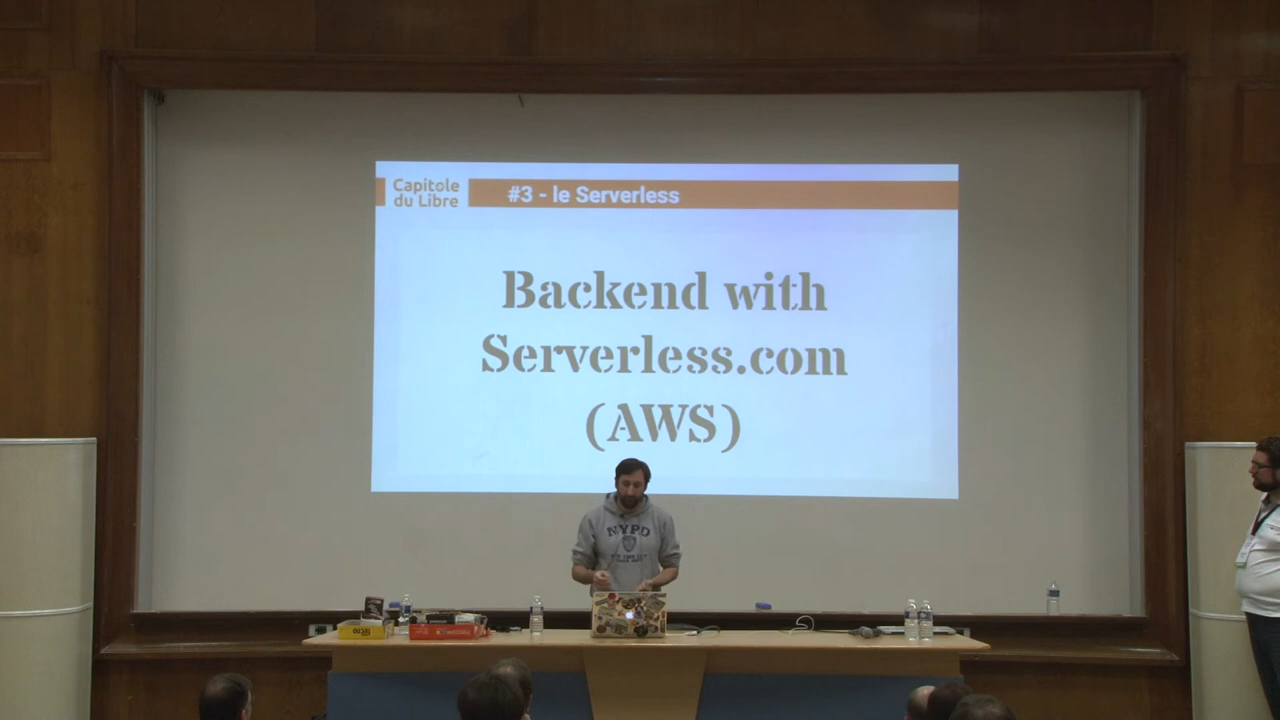 Capitole
du Libre
#3 - le Serverless
Backend with
Serverless.com
(AWS)
NYPD